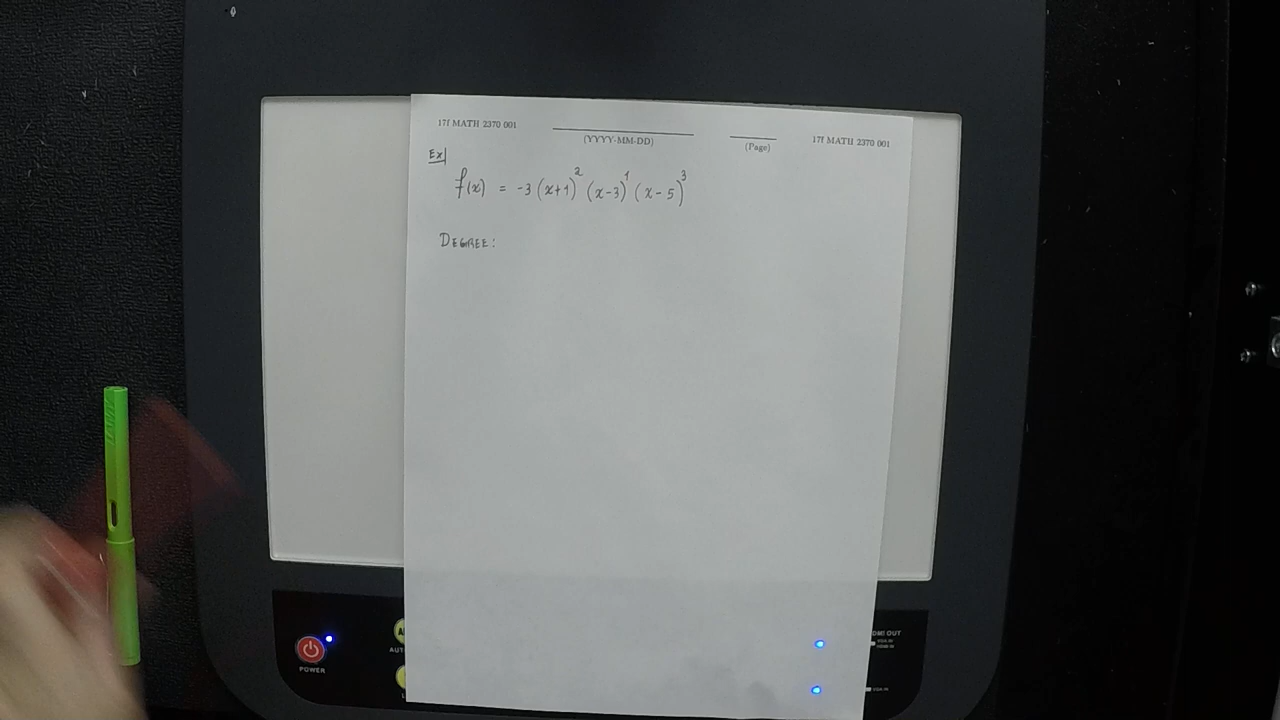 17f MATH 2370 001
(YYYY-MM-DD)
(Page)
17f MATH 2370 001
Ex
f(x) = -3(x+1)² (x-3)¹ (x-5)³
DEGREE:
POWER